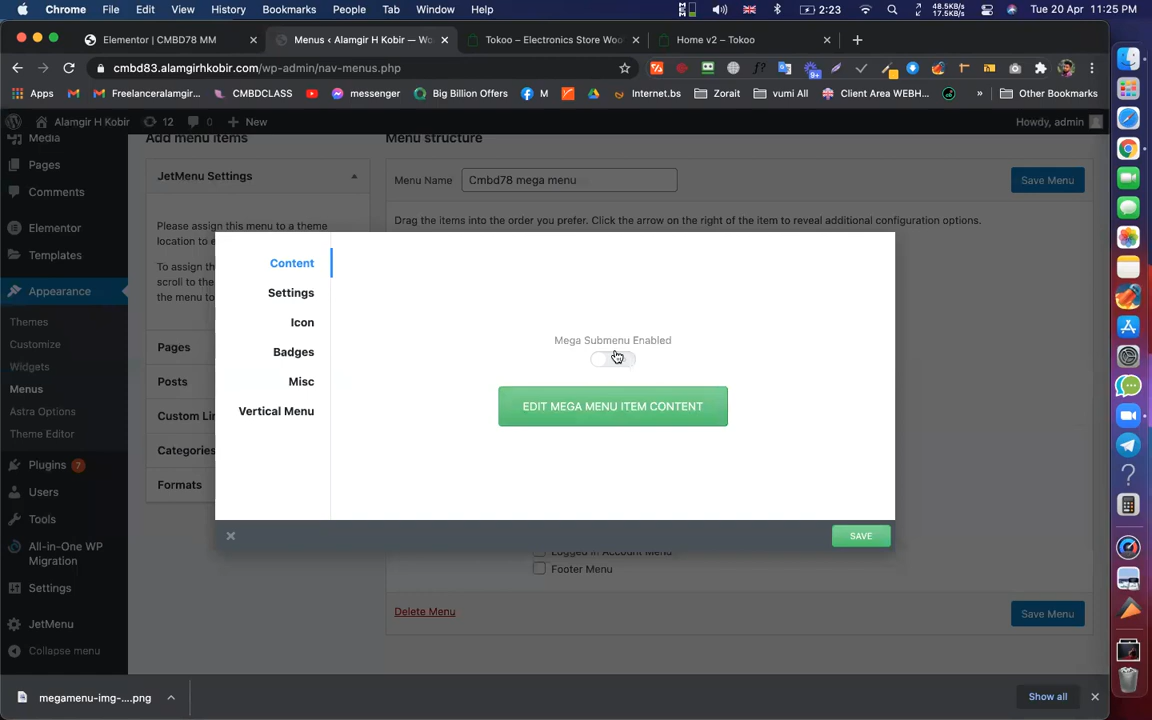 Chrome File Edit View History Bookmarks People Tab Window Help 2:23 48.5KB/s 17.5KB/s Tue 20 Apr 11:25 PM
Elementor | CMBD78 MM Menus ‹ Alamgir H Kobir — Wo Tokoo – Electronics Store Woo Home v2 – Tokoo
cmbd83.alamgirhkobir.com/wp-admin/nav-menus.php
Apps Freelanceralamgir... CMBDCLASS messenger Big Billion Offers M Internet.bs Zorait vumi All Client Area WEBH... » Other Bookmarks
Alamgir H Kobir 12 New Howdy, admin
Media
Pages
Comments
Elementor
Templates
Appearance
Themes
Customize
Widgets
Menus
Astra Options
Theme Editor
Plugins 7
Users
Tools
All-in-One WP
Migration
Settings
JetMenu
Collapse menu
Add menu items
JetMenu Settings
Please assign this menu to a theme
location to e
To assign th
scroll to the
the menu to
Pages
Posts
Custom Lin
Categories
Formats
Menu structure
Menu Name Cmbd78 mega menu Save Menu
Drag the items into the order you prefer. Click the arrow on the right of the item to reveal additional configuration options.
Content
Settings
Icon
Badges
Misc
Vertical Menu
Mega Submenu Enabled
EDIT MEGA MENU ITEM CONTENT
SAVE
Logged In Account Menu
Footer Menu
Delete Menu Save Menu
megamenu-img-....png Show all